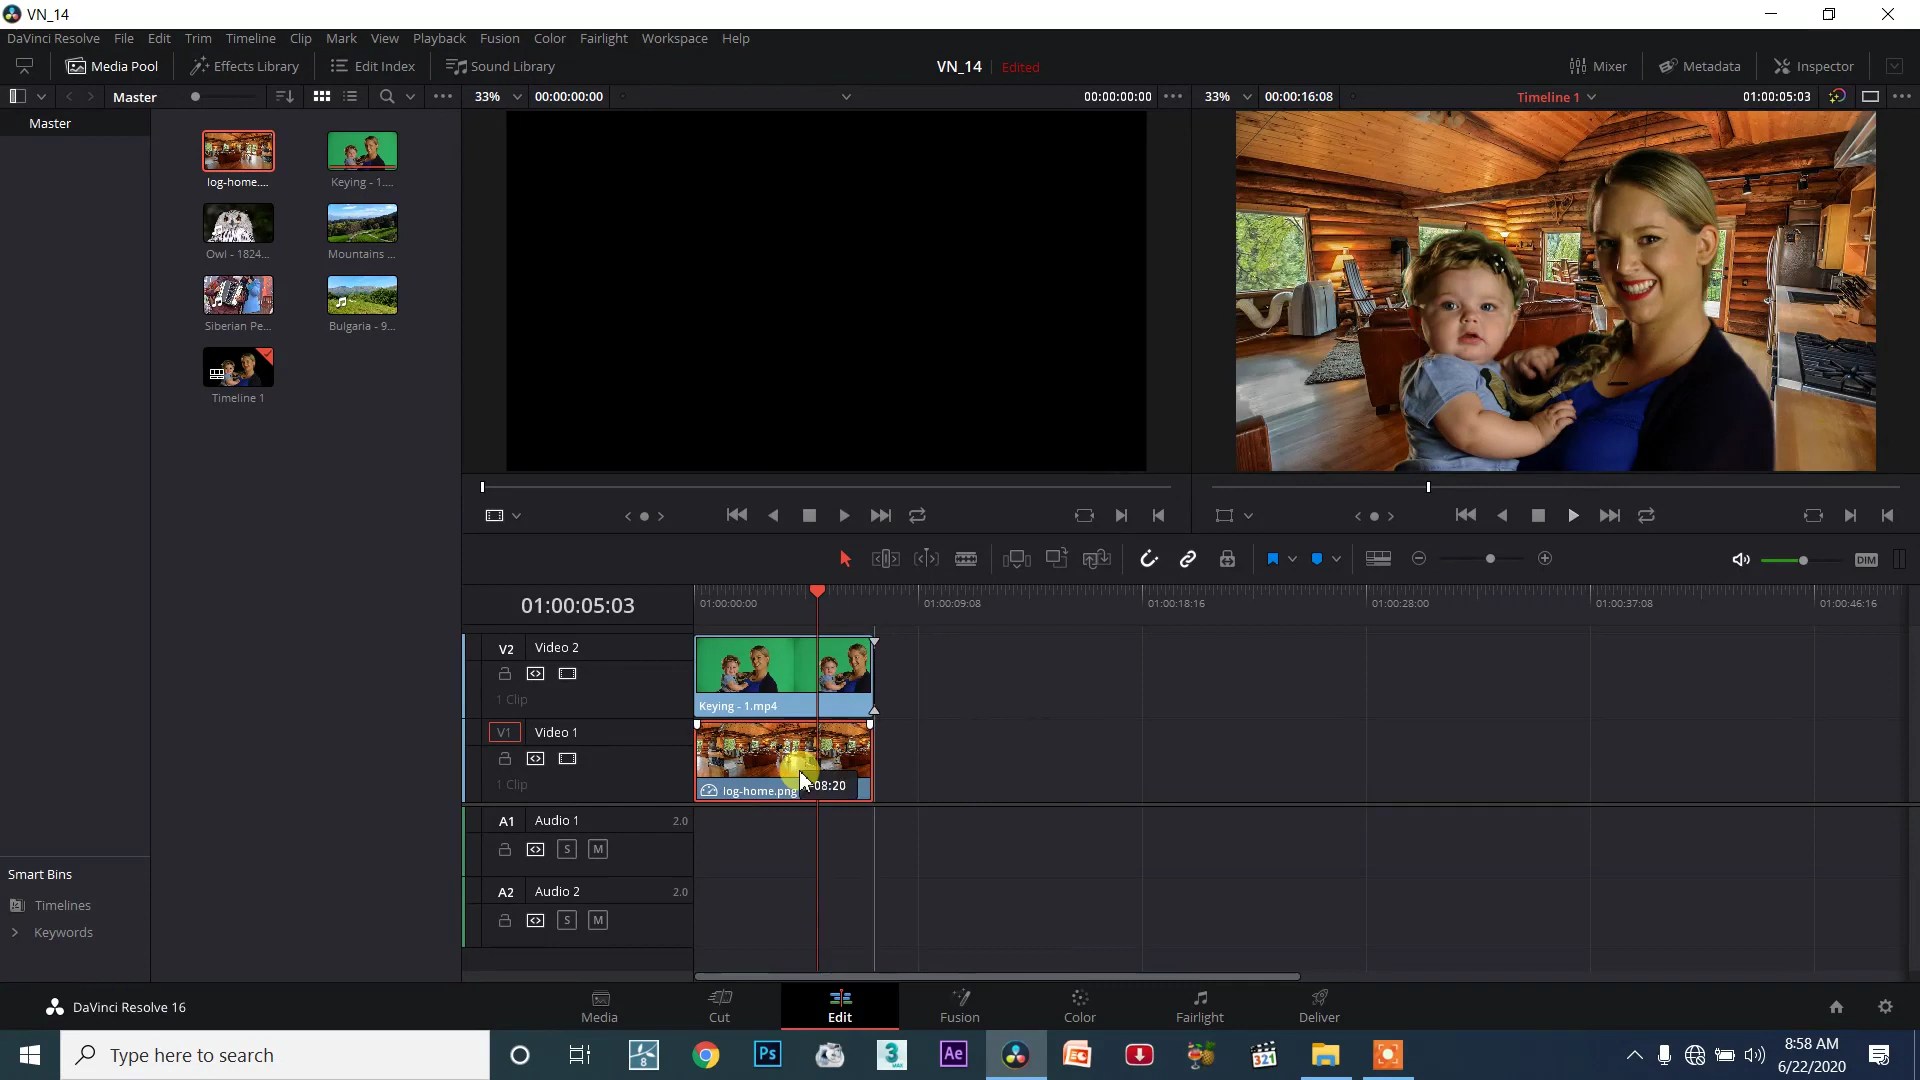 VN_14
DaVinci Resolve File Edit Trim Timeline Clip Mark View Playback Fusion Color Fairlight Workspace Help
Media Pool Effects Library Edit Index Sound Library VN_14 Edited Mixer Metadata Inspector
Master 33% 00:00:00:00 00:00:00:00 33% 00:00:16:08 Timeline 1 01:00:05:03
Master
log-home.... Keying - 1....
Owl - 1824... Mountains ...
Siberian Pe... Bulgaria - 9...
Timeline 1
DIM
01:00:05:03 01:00:00:00 01:00:09:08 01:00:18:16 01:00:28:00 01:00:37:08 01:00:46:16
V2 Video 2
1 Clip
Keying - 1.mp4
V1 Video 1
1 Clip
log-home.png -08:20
A1 Audio 1 2.0
S M
A2 Audio 2 2.0
S M
Smart Bins
Timelines
Keywords
DaVinci Resolve 16
Media Cut Edit Fusion Color Fairlight Deliver
Type here to search
8
Ps
3
MAX
Ae
321
8:58 AM
6/22/2020